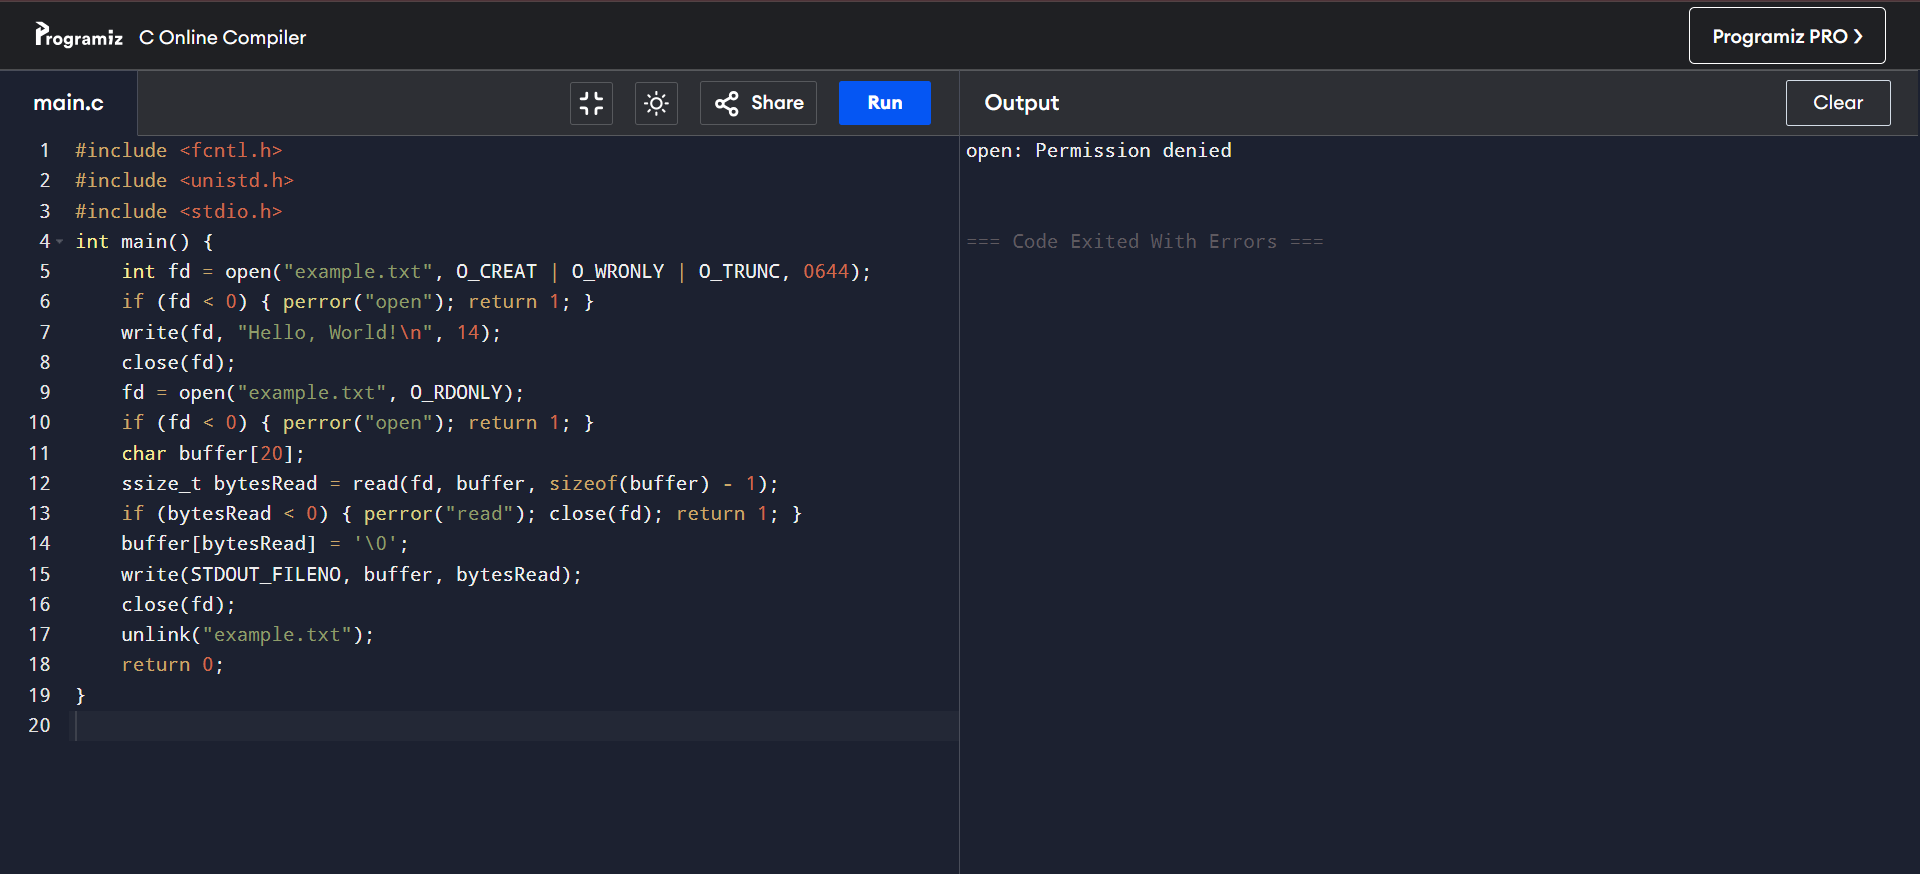 Programiz C Online Compiler
Programiz PRO ❯
main.c
Share
Run
Output
Clear
1 #include <fcntl.h>
2 #include <unistd.h>
3 #include <stdio.h>
4 int main() {
5     int fd = open("example.txt", O_CREAT | O_WRONLY | O_TRUNC, 0644);
6     if (fd < 0) { perror("open"); return 1; }
7     write(fd, "Hello, World!\n", 14);
8     close(fd);
9     fd = open("example.txt", O_RDONLY);
10     if (fd < 0) { perror("open"); return 1; }
11     char buffer[20];
12     ssize_t bytesRead = read(fd, buffer, sizeof(buffer) - 1);
13     if (bytesRead < 0) { perror("read"); close(fd); return 1; }
14     buffer[bytesRead] = '\0';
15     write(STDOUT_FILENO, buffer, bytesRead);
16     close(fd);
17     unlink("example.txt");
18     return 0;
19 }
20
open: Permission denied
=== Code Exited With Errors ===